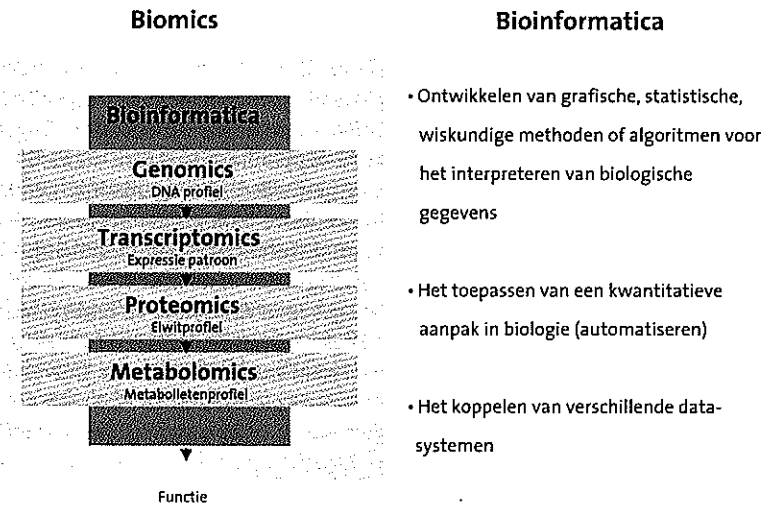 Biomics
Bioinformatica
Genomics
DNA profiel
Transcriptomics
Expressie patroon
Proteomics
Eiwitprofiel
Metabolomics
Metabolietenprofiel
Functie
Bioinformatica
• Ontwikkelen van grafische, statistische,
wiskundige methoden of algoritmen voor
het interpreteren van biologische
gegevens
• Het toepassen van een kwantitatieve
aanpak in biologie (automatiseren)
• Het koppelen van verschillende data-
systemen